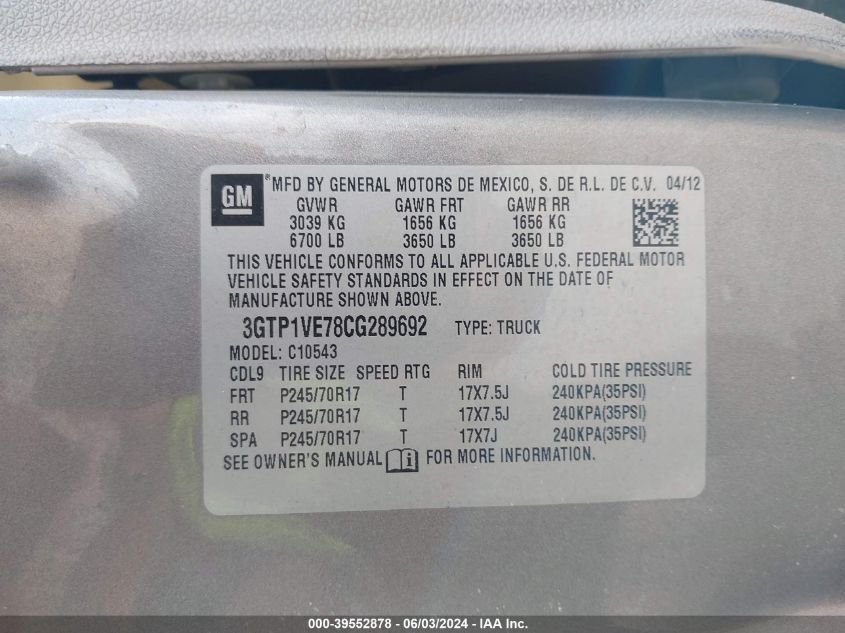 GM ® MFD BY GENERAL MOTORS DE MEXICO, S. DE R.L. DE C.V. 04/12
GVWR GAWR FRT GAWR RR
3039 KG 1656 KG 1656 KG
6700 LB 3650 LB 3650 LB
THIS VEHICLE CONFORMS TO ALL APPLICABLE U.S. FEDERAL MOTOR
VEHICLE SAFETY STANDARDS IN EFFECT ON THE DATE OF
MANUFACTURE SHOWN ABOVE.
3GTP1VE78CG289692 TYPE: TRUCK
MODEL: C10543
CDL9 TIRE SIZE SPEED RTG RIM COLD TIRE PRESSURE
FRT P245/70R17 T 17X7.5J 240KPA(35PSI)
RR P245/70R17 T 17X7.5J 240KPA(35PSI)
SPA P245/70R17 T 17X7J 240KPA(35PSI)
SEE OWNER'S MANUAL i FOR MORE INFORMATION.
000-39552878 - 06/03/2024 - IAA Inc.